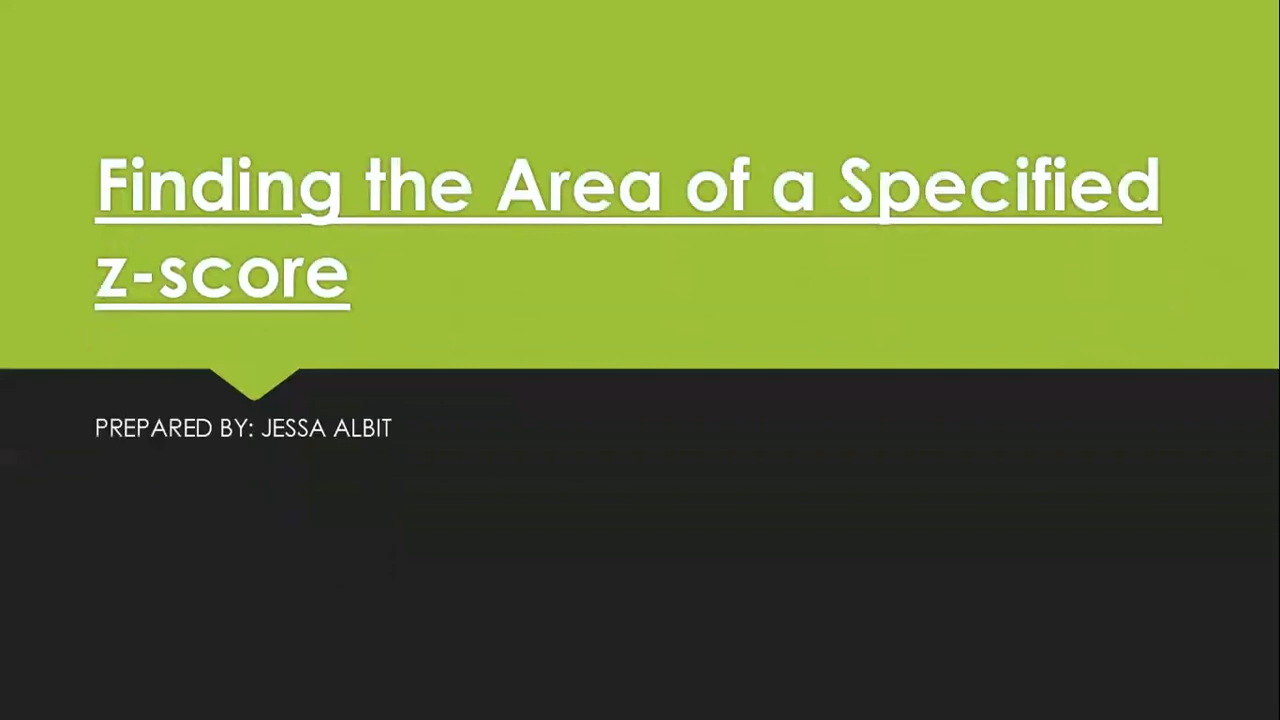 Finding the Area of a Specified
z-score
PREPARED BY: JESSA ALBIT